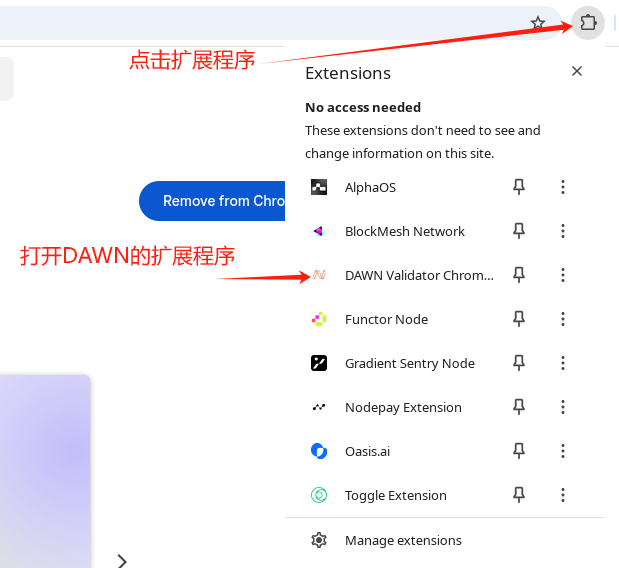 点击扩展程序
Extensions
No access needed
These extensions don't need to see and
change information on this site.
AlphaOS
Remove from Chro
BlockMesh Network
打开DAWN的扩展程序
DAWN Validator Chrom...
Functor Node
Gradient Sentry Node
Nodepay Extension
Oasis.ai
Toggle Extension
Manage extensions